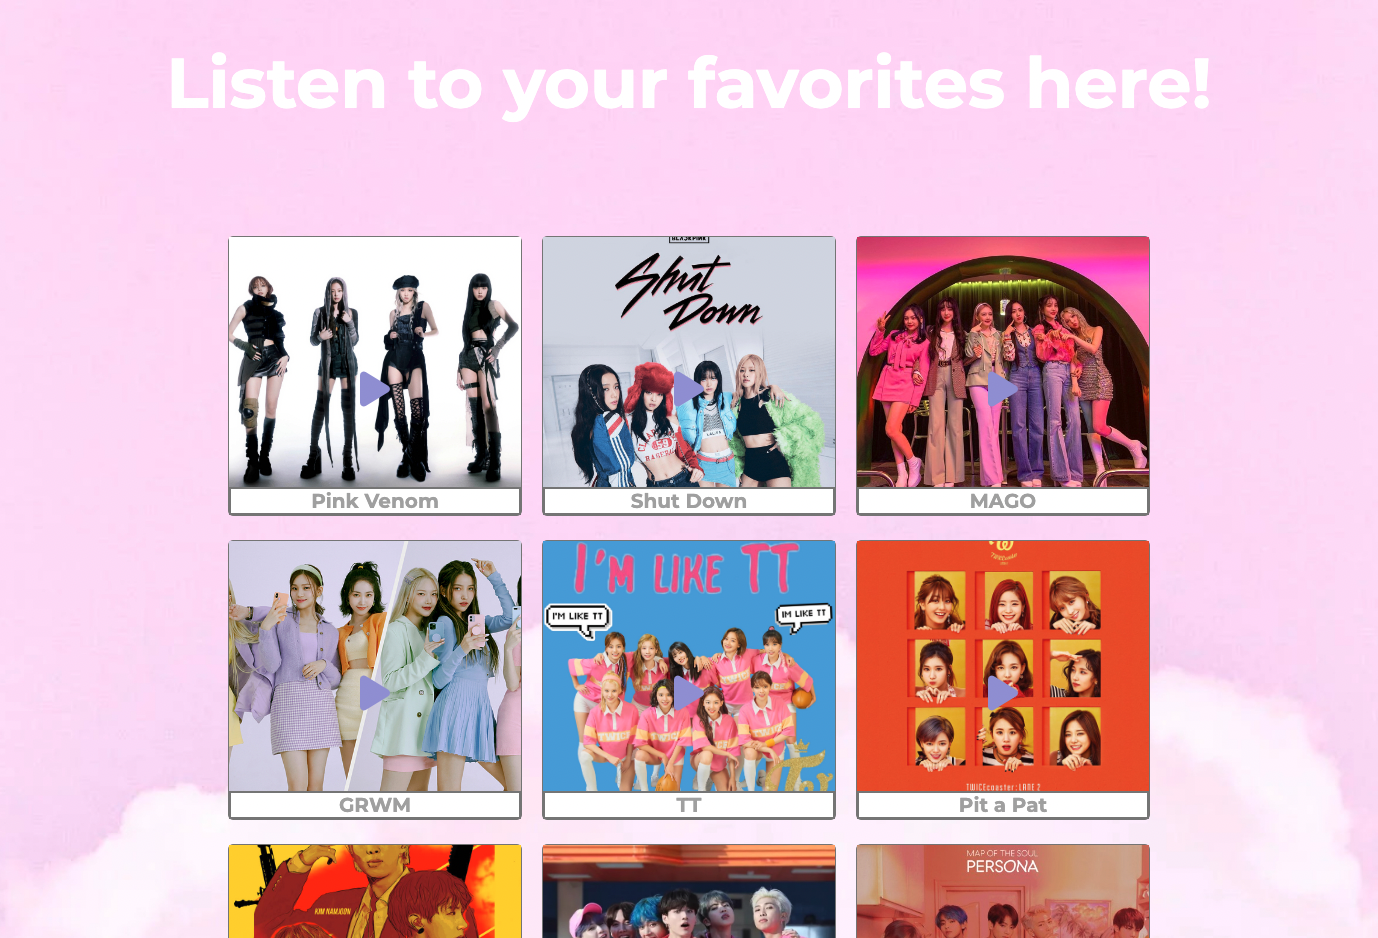 Listen to your favorites here!
BLACKPINK
Shut
Down
Pink Venom
Shut Down
MAGO
I'M LIKE TT
I'M LIKE TT
IM LIKE TT
TWICEcoaster: LANE 2
GRWM
TT
Pit a Pat
KIM NAMJOON
MAP OF THE SOUL
PERSONA